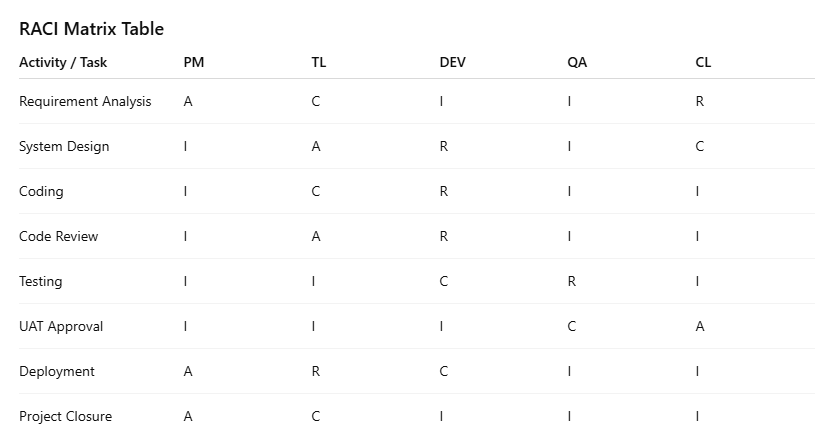 RACI Matrix Table
Activity / Task PM TL DEV QA CL
Requirement Analysis A C I I R
System Design I A R I C
Coding I C R I I
Code Review I A R I I
Testing I I C R I
UAT Approval I I I C A
Deployment A R C I I
Project Closure A C I I I